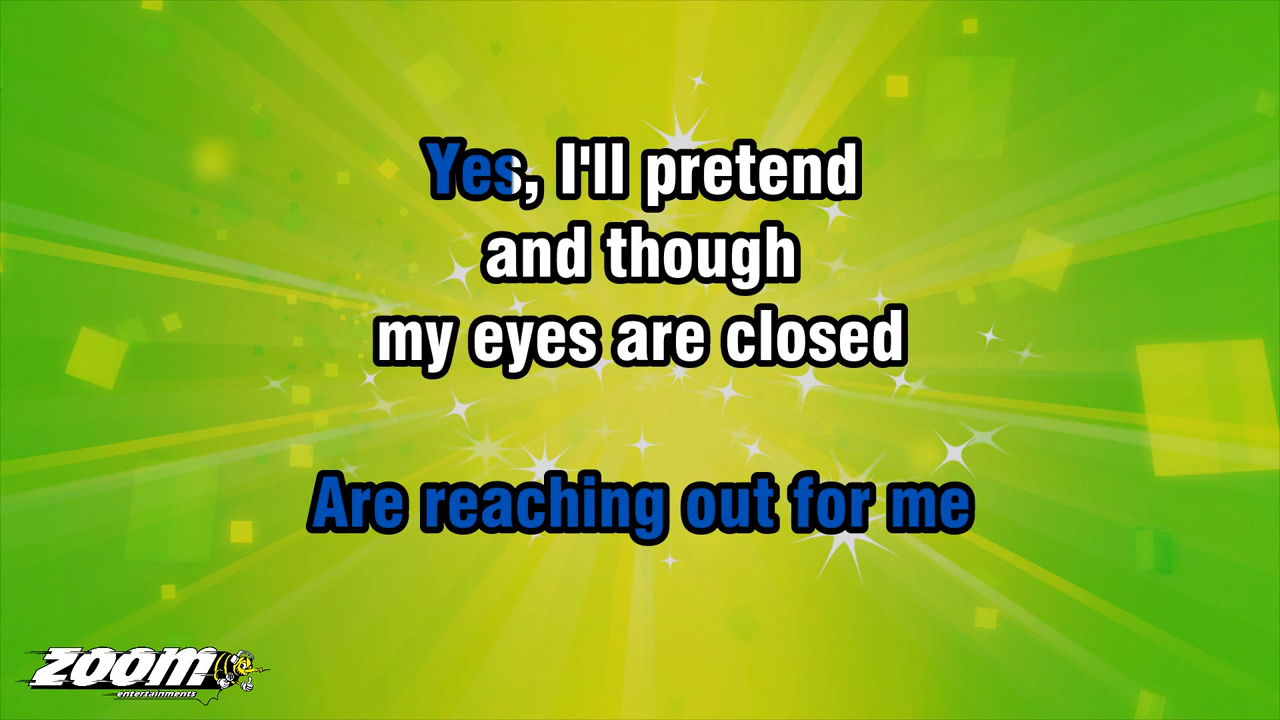 Yes, I'll pretend
and though
my eyes are closed
Are reaching out for me
zoom
entertainments